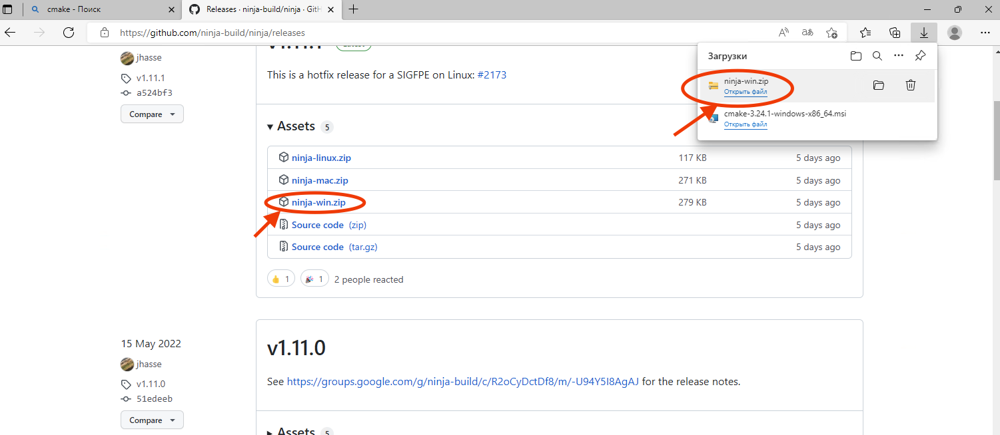 cmake - Поиск
Releases · ninja-build/ninja · GitH
https://github.com/ninja-build/ninja/releases
Загрузки
ninja-win.zip
Открыть файл
cmake-3.24.1-windows-x86_64.msi
Открыть файл
jhasse
v1.11.1
a524bf3
Compare
v1.11.1
Latest
This is a hotfix release for a SIGFPE on Linux: #2173
Assets 5
ninja-linux.zip 117 KB 5 days ago
ninja-mac.zip 271 KB 5 days ago
ninja-win.zip 279 KB 5 days ago
Source code (zip) 5 days ago
Source code (tar.gz) 5 days ago
1 1 2 people reacted
15 May 2022
jhasse
v1.11.0
51edeeb
Compare
v1.11.0
See https://groups.google.com/g/ninja-build/c/R2oCyDctDf8/m/-U94Y5I8AgAJ for the release notes.
Assets 5